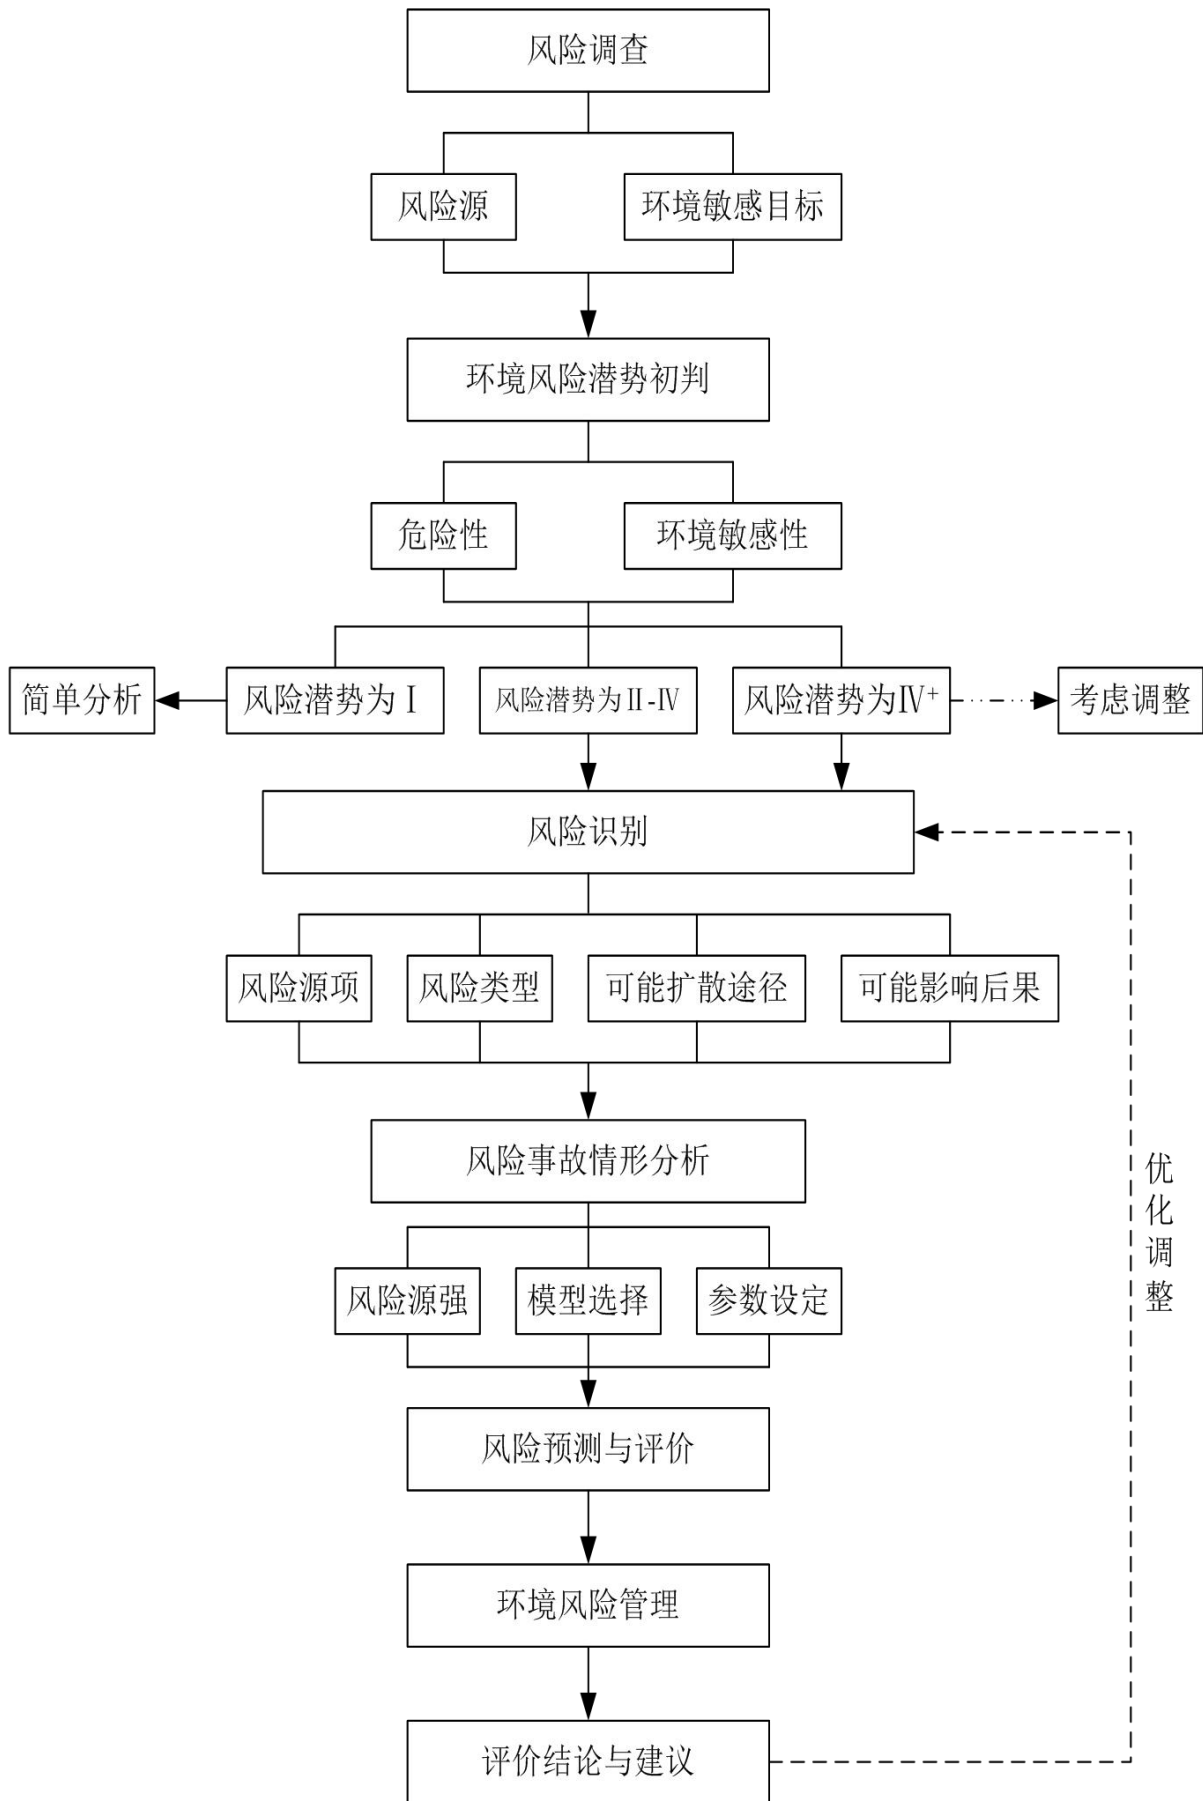 风险调查
风险源
环境敏感目标
环境风险潜势初判
危险性
环境敏感性
简单分析
风险潜势为Ⅰ
风险潜势为Ⅱ-Ⅳ
风险潜势为Ⅳ⁺
考虑调整
风险识别
风险源项
风险类型
可能扩散途径
可能影响后果
风险事故情形分析
风险源强
模型选择
参数设定
风险预测与评价
环境风险管理
评价结论与建议
优化调整